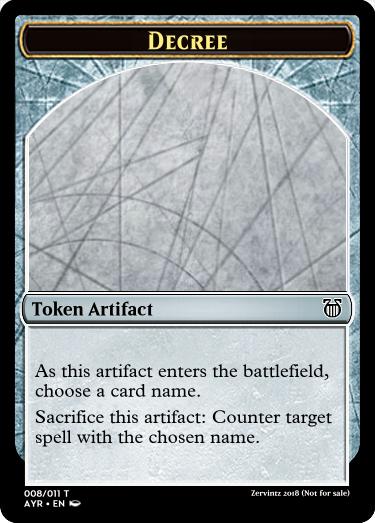 Decree
Token Artifact
As this artifact enters the battlefield,
choose a card name.
Sacrifice this artifact: Counter target
spell with the chosen name.
008/011 T
AYR • EN
Zervintz 2018 (Not for sale)